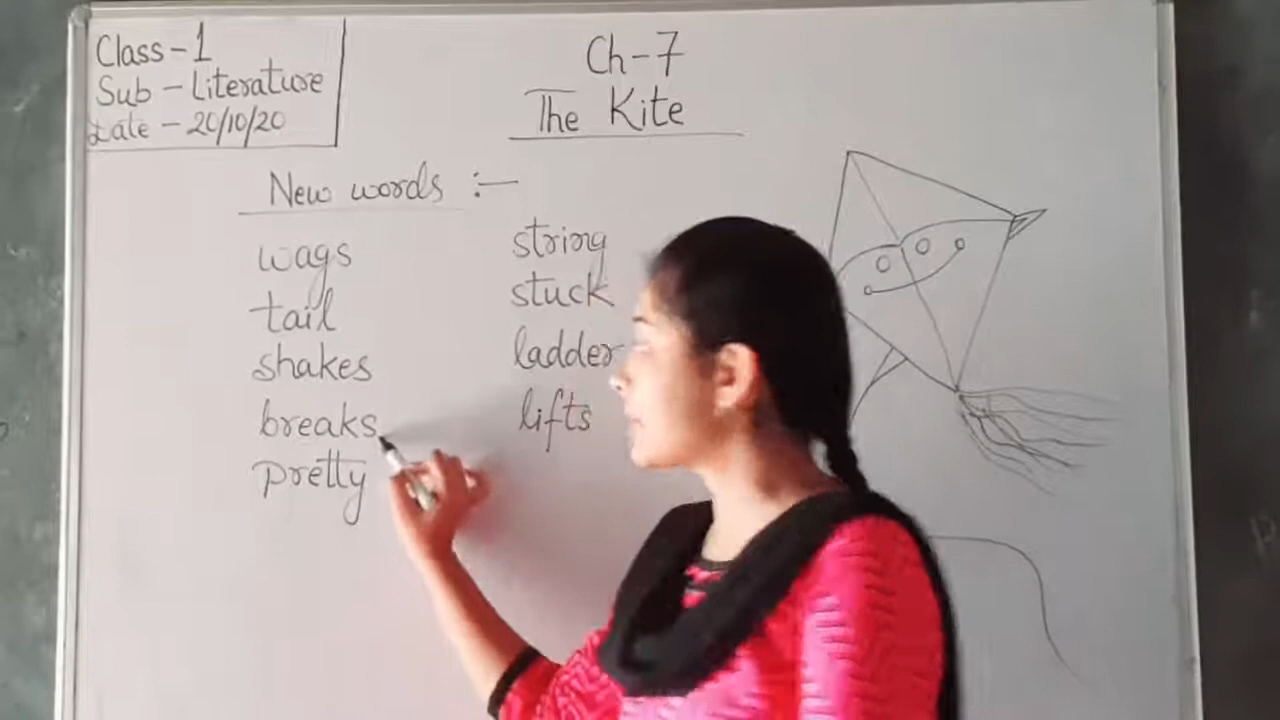 Class-1
Sub - Literature
Date - 20/10/20
Ch-7
The Kite
New words :-
wags
tail
shakes
breaks
pretty
string
stuck
ladder
lifts